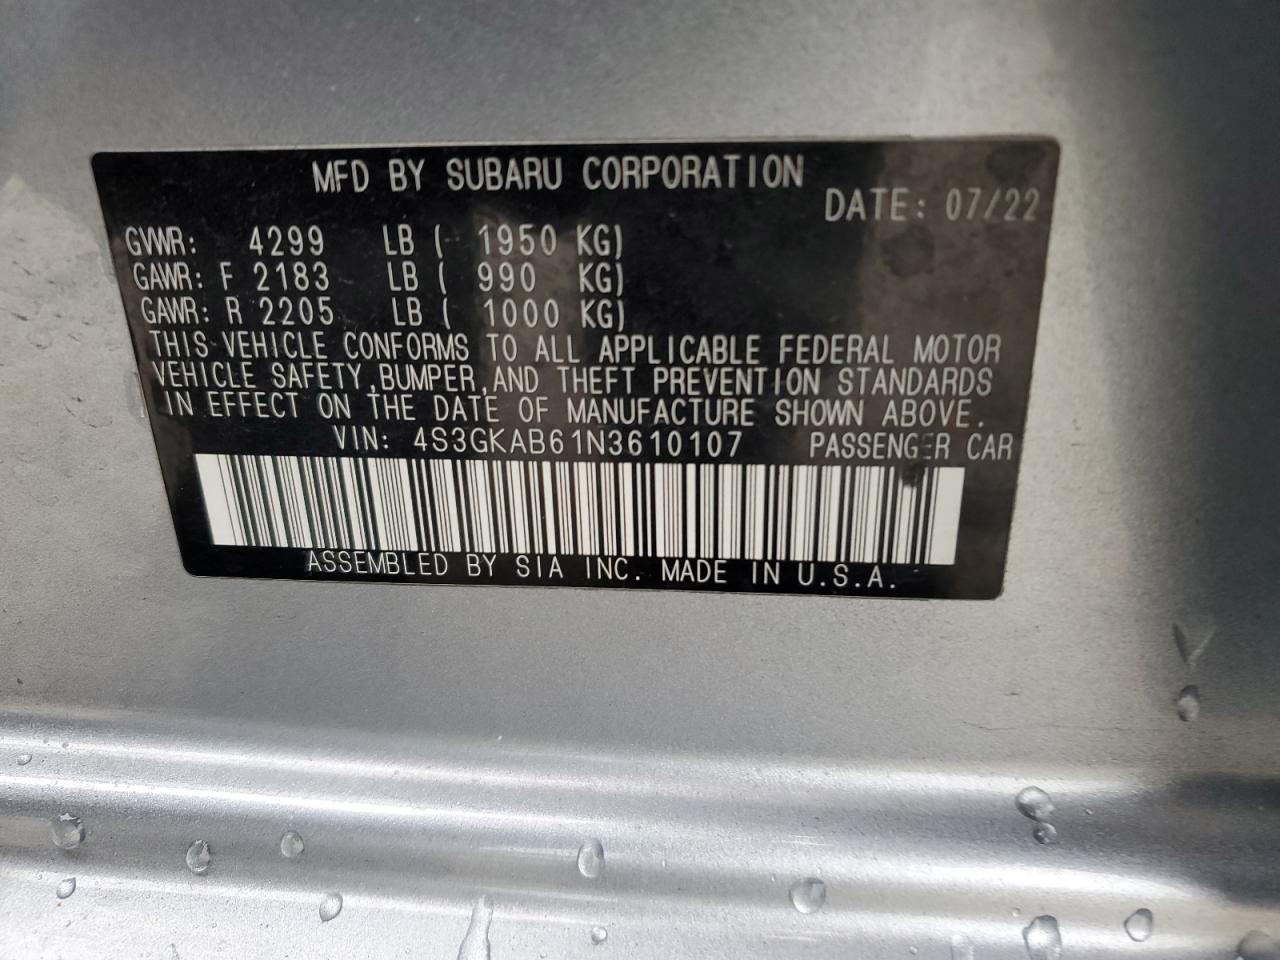 MFD BY SUBARU CORPORATION
DATE: 07/22
GVWR: 4299 LB ( 1950 KG)
GAWR: F 2183 LB ( 990 KG)
GAWR: R 2205 LB ( 1000 KG)
THIS VEHICLE CONFORMS TO ALL APPLICABLE FEDERAL MOTOR
VEHICLE SAFETY,BUMPER,AND THEFT PREVENTION STANDARDS
IN EFFECT ON THE DATE OF MANUFACTURE SHOWN ABOVE.
VIN: 4S3GKAB61N3610107 PASSENGER CAR
ASSEMBLED BY SIA INC. MADE IN U.S.A.